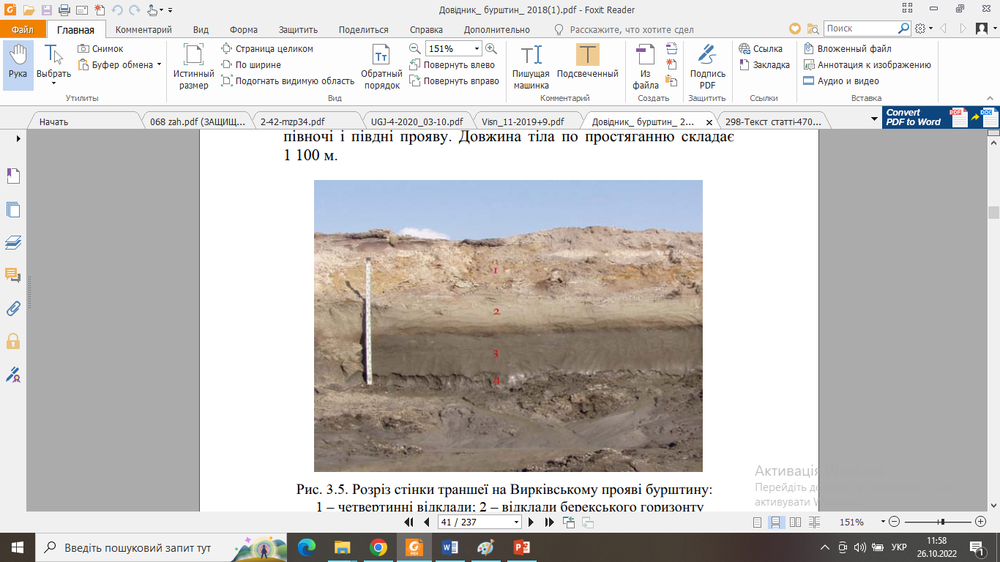 Довідник_ бурштин_ 2018(1).pdf - Foxit Reader
Файл Главная Комментарий Вид Форма Защитить Поделиться Справка Дополнительно Расскажите, что хотите сдел Поиск
Рука
Выбрать
Снимок
Буфер обмена
Утилиты
Истинный размер
Страница целиком
По ширине
Подогнать видимую область
Обратный порядок
151%
Повернуть влево
Повернуть вправо
Вид
Пишущая машинка
Подсвеченный
Комментарий
Из файла
Создать
Подпись PDF
Защитить
Ссылка
Закладка
Ссылки
Вложенный файл
Аннотация к изображению
Аудио и видео
Вставка
Начать 068 zah.pdf (ЗАЩИЩ... 2-42-mzp34.pdf UGJ-4-2020_03-10.pdf Visn_11-2019+9.pdf Довідник_ бурштин_ 2... 298-Текст статті-470...
Convert
PDF to Word
PDF
DOC
півночі і півдні прояву. Довжина тіла по простяганню складає
1 100 м.
1
2
3
4
Рис. 3.5. Розріз стінки траншеї на Вирківському прояві бурштину:
1 – четвертинні відклади; 2 – відклади берекського горизонту
Активація Windows
Перейдіть до
активувати W
41 / 237 151%
Введіть пошуковий запит тут
УКР
11:58
26.10.2022
1